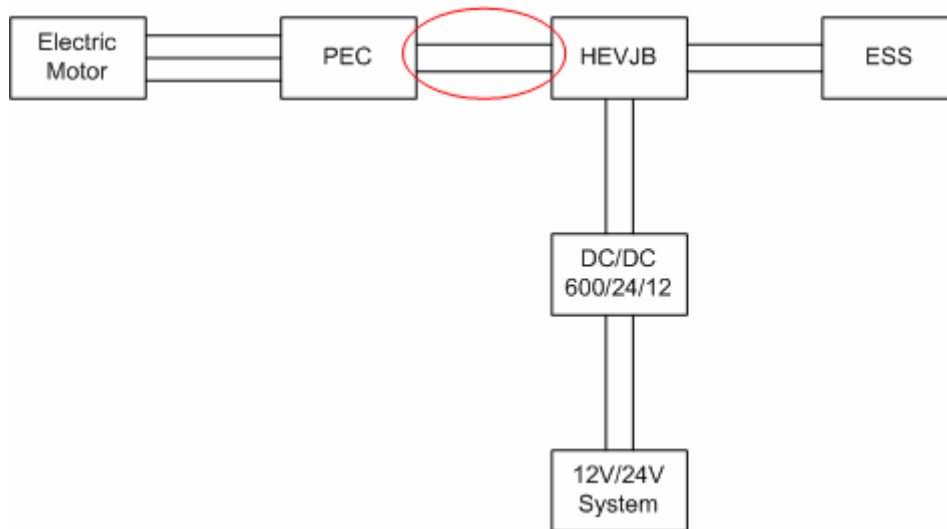 Electric
Motor
PEC
HEVJB
ESS
DC/DC
600/24/12
12V/24V
System